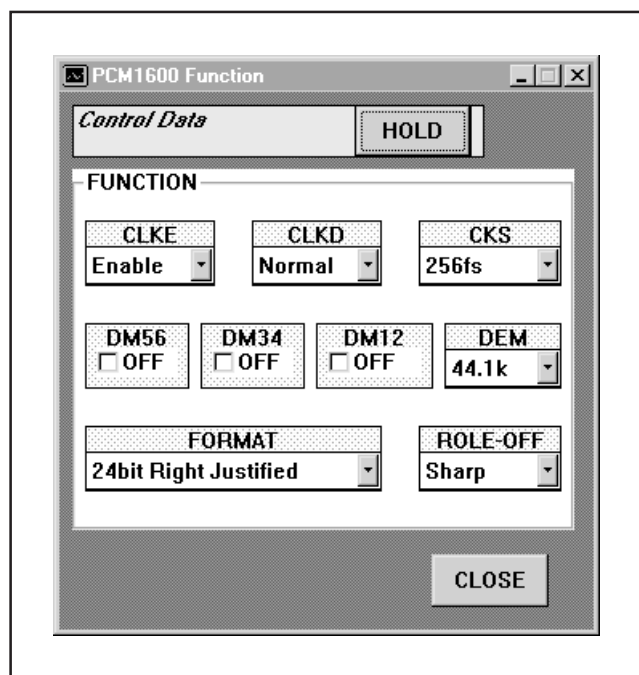 PCM1600 Function
Control Data HOLD
FUNCTION
CLKE CLKD CKS
Enable Normal 256fs
DM56 DM34 DM12 DEM
OFF OFF OFF 44.1k
FORMAT ROLE-OFF
24bit Right Justified Sharp
CLOSE